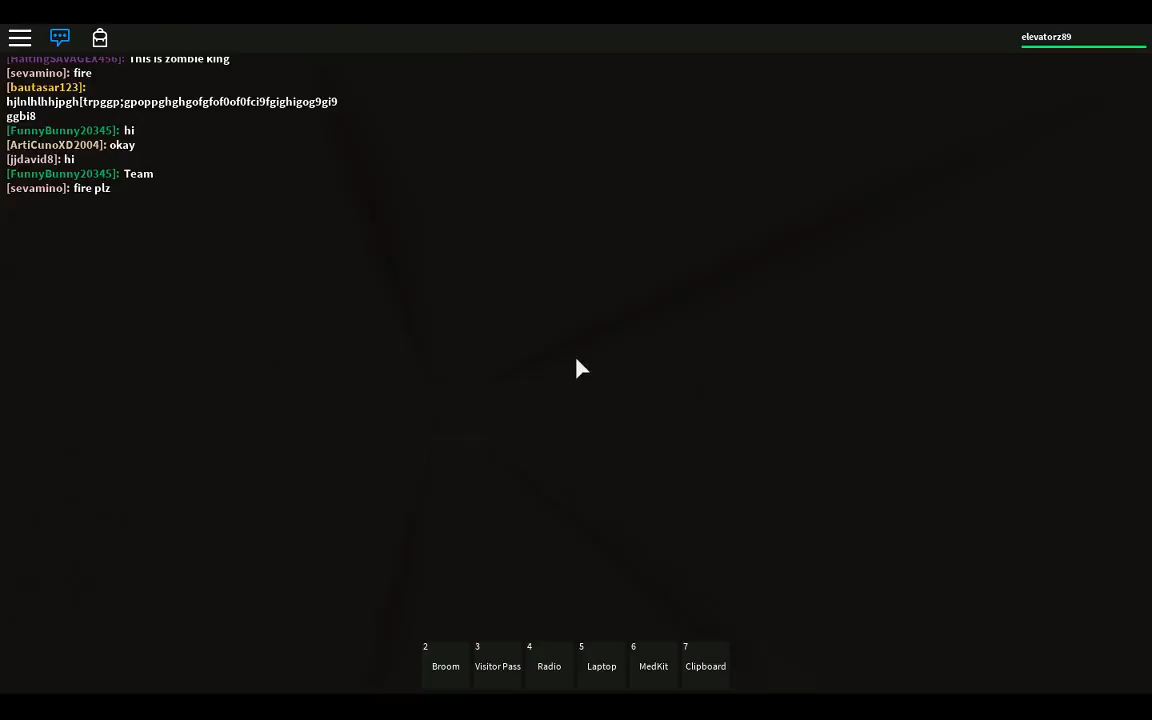 elevatorz89
[HaltingSAVAGEX456]: This is zombie king
[sevamino]: fire
[bautasar123]:
hjlnlhlhhjpgh[trpggp;gpoppghghgofgfof0of0fci9fgighigog9gi9
ggbi8
[FunnyBunny20345]: hi
[ArtiCunoXD2004]: okay
[jjdavid8]: hi
[FunnyBunny20345]: Team
[sevamino]: fire plz
2 3 4 5 6 7
Broom Visitor Pass Radio Laptop MedKit Clipboard